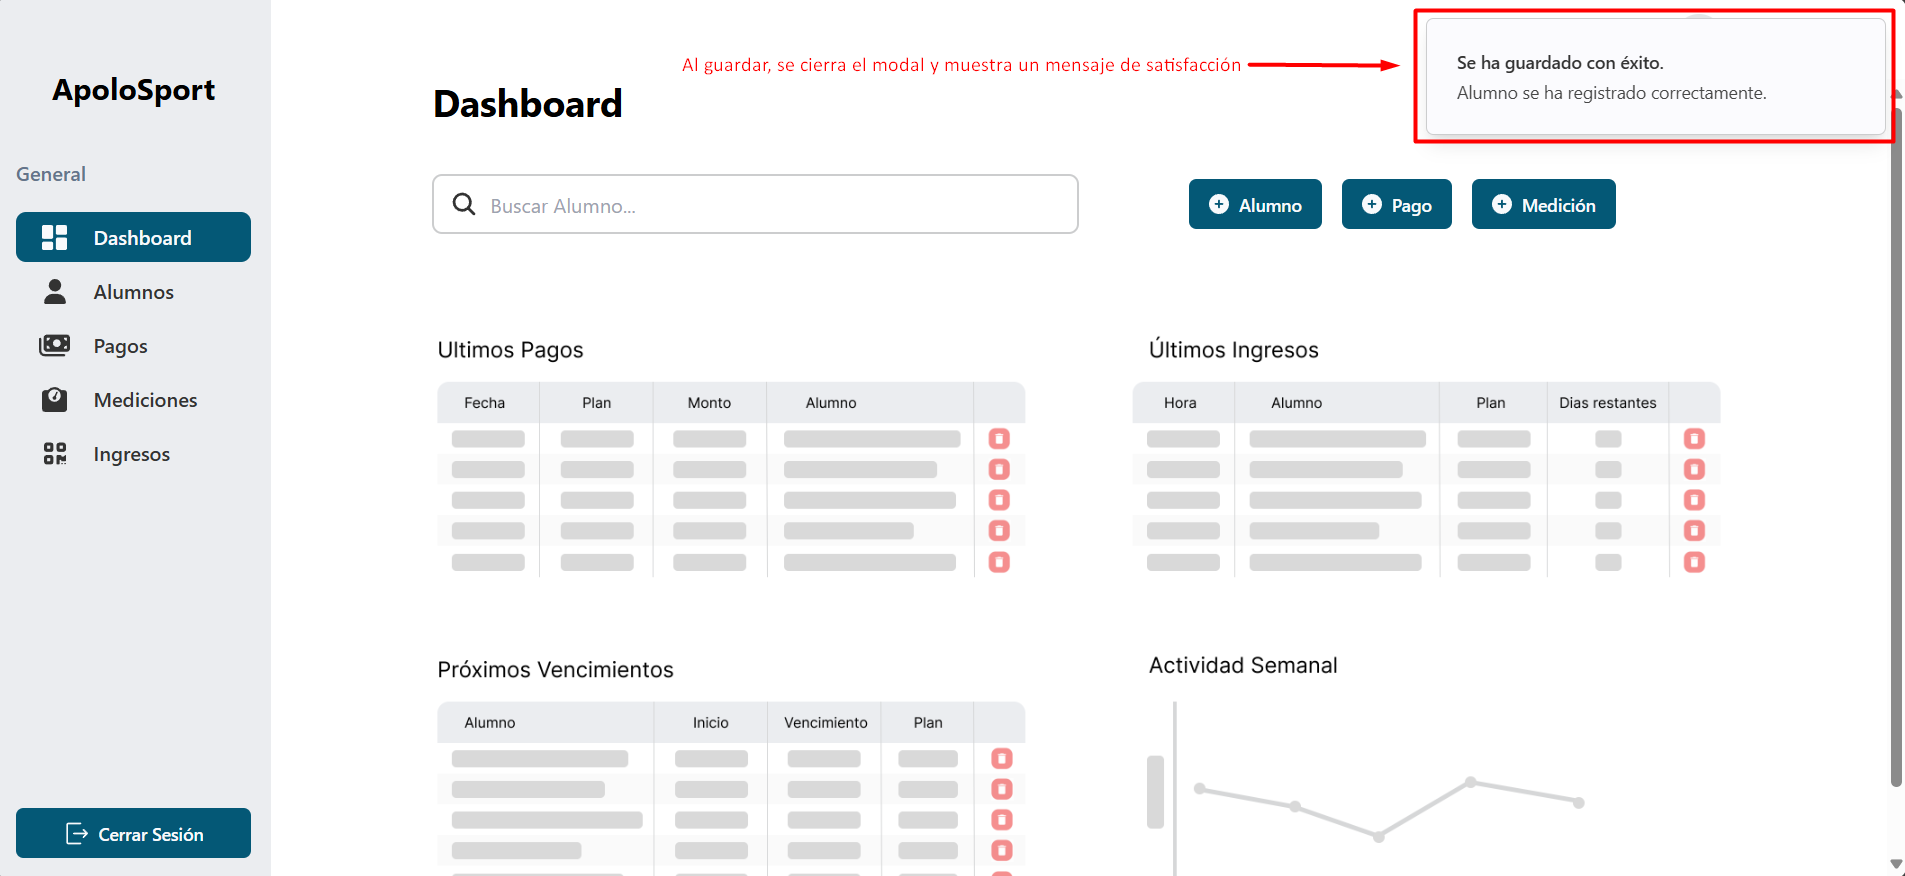 ApoloSport
General
Dashboard
Alumnos
Pagos
Mediciones
Ingresos
Cerrar Sesión
Al guardar, se cierra el modal y muestra un mensaje de satisfacción
Se ha guardado con éxito.
Alumno se ha registrado correctamente.
Dashboard
Buscar Alumno...
Alumno
Pago
Medición
Ultimos Pagos
Fecha Plan Monto Alumno
Últimos Ingresos
Hora Alumno Plan Dias restantes
Próximos Vencimientos
Alumno Inicio Vencimiento Plan
Actividad Semanal